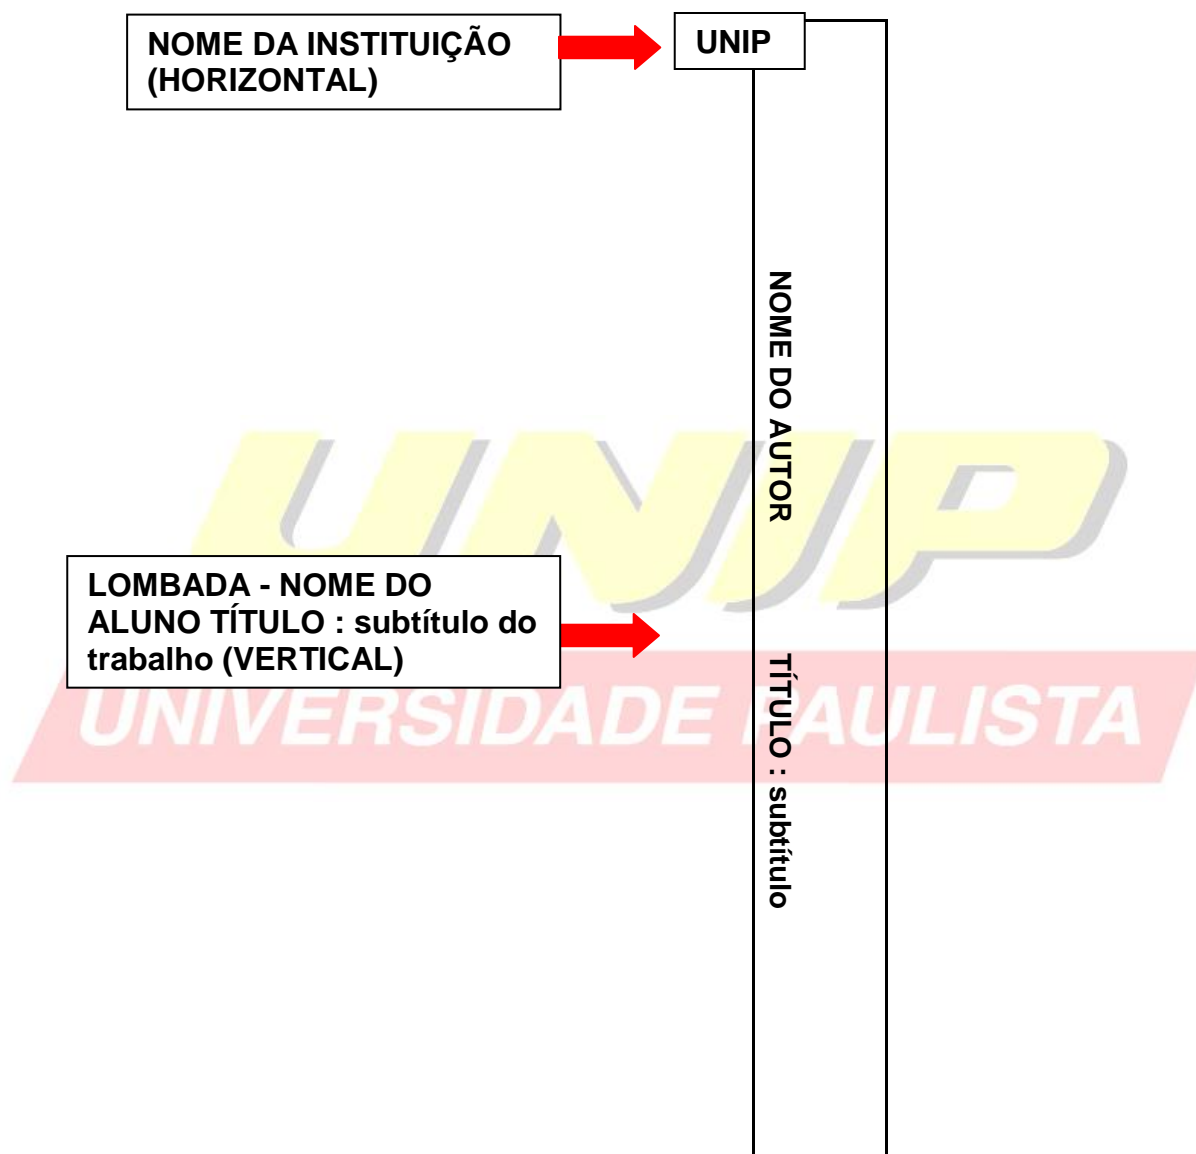 NOME DA INSTITUIÇÃO
(HORIZONTAL)
UNIP
NOME DO AUTOR
UNIP
LOMBADA - NOME DO
ALUNO TÍTULO : subtítulo do
trabalho (VERTICAL)
TÍTULO : subtítulo
UNIVERSIDADE PAULISTA